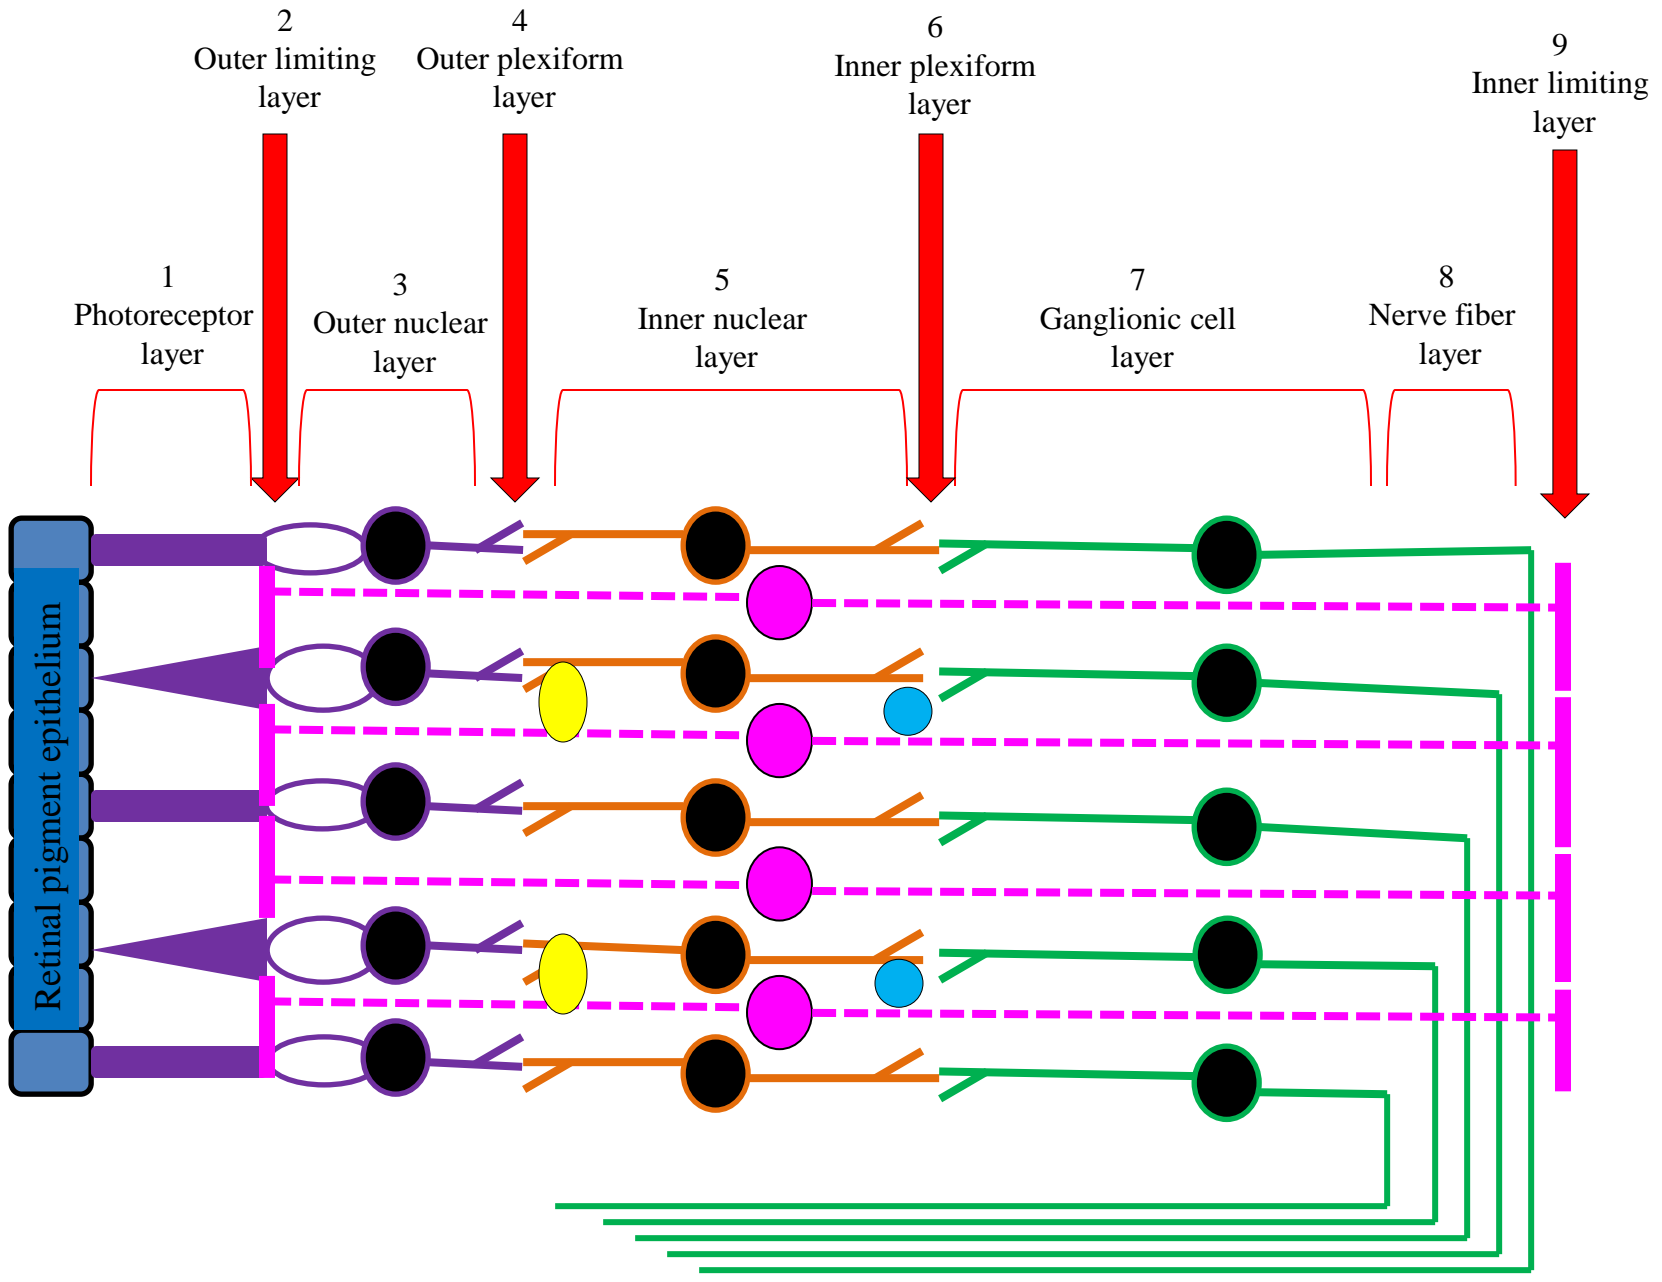 2
Outer limiting
layer
4
Outer plexiform
layer
6
Inner plexiform
layer
9
Inner limiting
layer
1
Photoreceptor
layer
3
Outer nuclear
layer
5
Inner nuclear
layer
7
Ganglionic cell
layer
8
Nerve fiber
layer
Retinal pigment epithelium